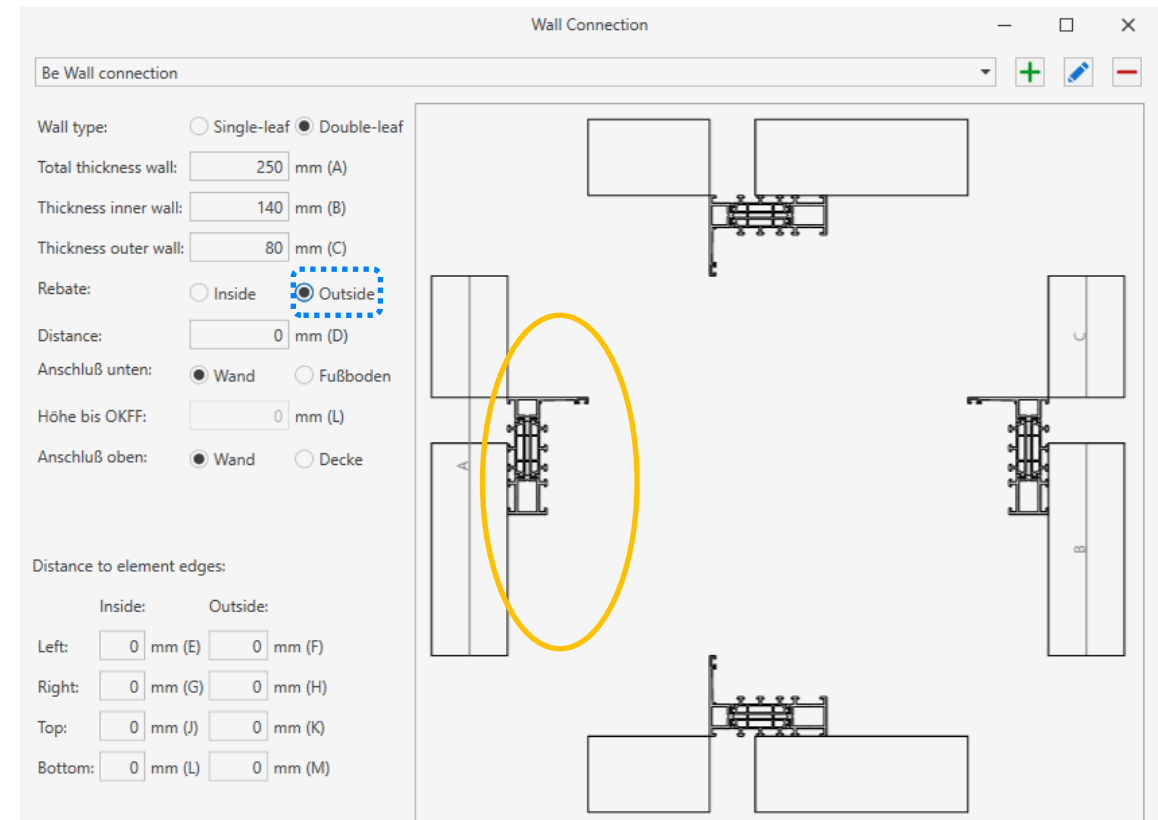 Wall Connection
Be Wall connection
Wall type: Single-leaf Double-leaf
Total thickness wall: 250 mm (A)
Thickness inner wall: 140 mm (B)
Thickness outer wall: 80 mm (C)
Rebate: Inside Outside
Distance: 0 mm (D)
Anschluß unten: Wand Fußboden
Höhe bis OKFF: 0 mm (L)
Anschluß oben: Wand Decke
Distance to element edges:
Inside: Outside:
Left: 0 mm (E) 0 mm (F)
Right: 0 mm (G) 0 mm (H)
Top: 0 mm (J) 0 mm (K)
Bottom: 0 mm (L) 0 mm (M)
C
A
B